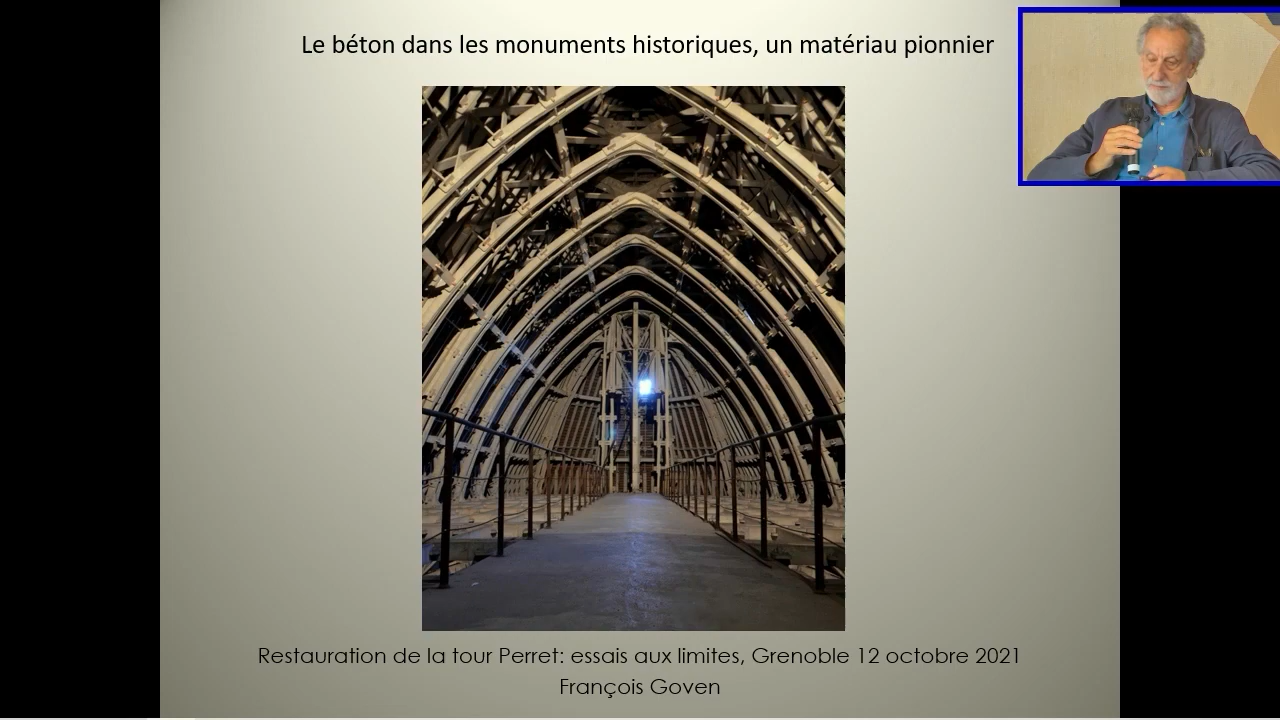 Le béton dans les monuments historiques, un matériau pionnier
Restauration de la tour Perret: essais aux limites, Grenoble 12 octobre 2021
François Goven